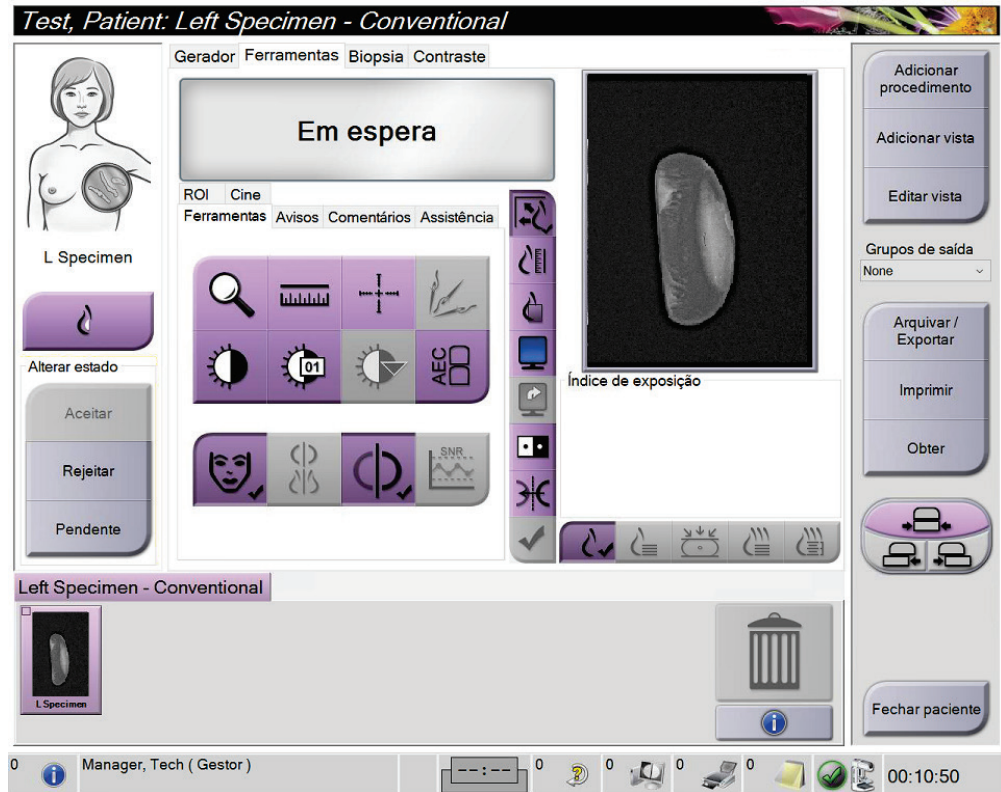 Test, Patient: Left Specimen - Conventional
Gerador Ferramentas Biopsia Contraste
Em espera
ROI Cine
Ferramentas Avisos Comentários Assistência
01
AEC
SNR
L Specimen
Alterar estado
Aceitar
Rejeitar
Pendente
Índice de exposição
Adicionar
procedimento
Adicionar vista
Editar vista
Grupos de saída
None
Arquivar /
Exportar
Imprimir
Obter
Left Specimen - Conventional
L Specimen
Fechar paciente
0 Manager, Tech ( Gestor ) --:-- 0 0 0 0 00:10:50